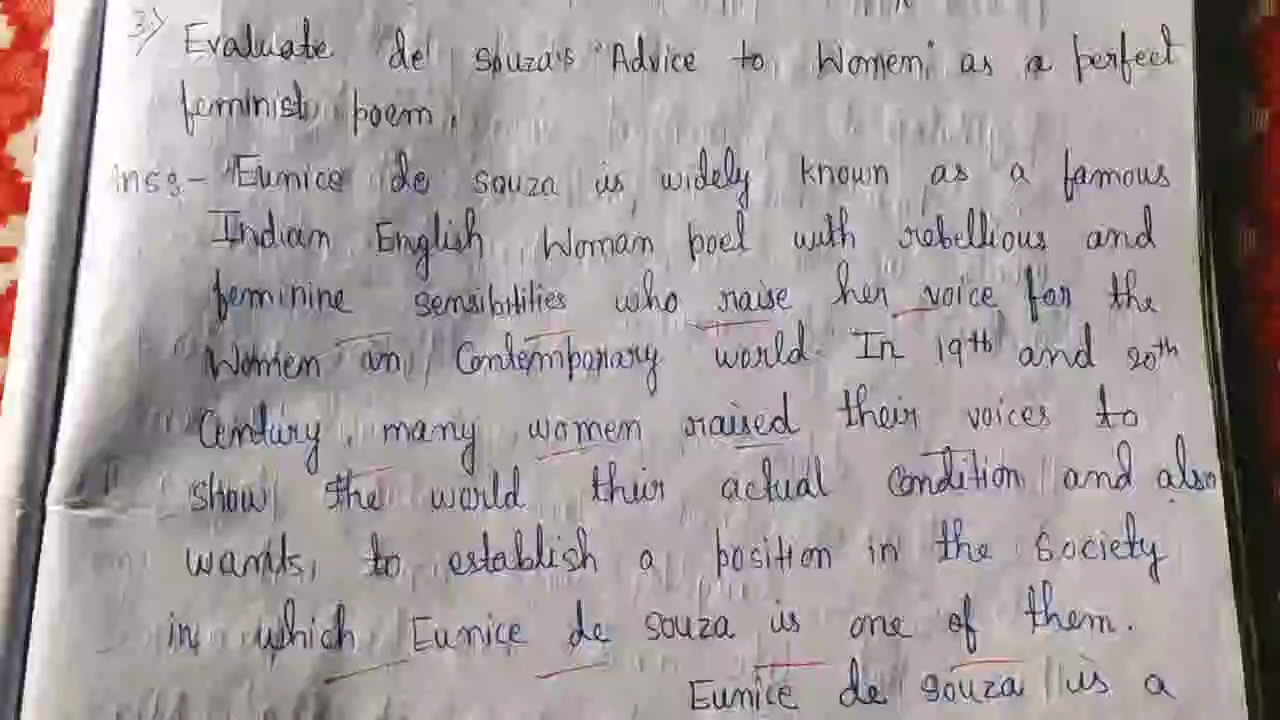 3.) Evaluate de souza's "Advice to Women" as a perfect
feminist poem.
Ans:- Eunice de souza is widely known as a famous
Indian English Woman poet with rebellious and
feminine sensibilities who raise her voice for the
Women in Contemporary world. In 19th and 20th
Century, many women raised their voices to
show the world their actual condition and also
wants to establish a position in the Society
in which Eunice de souza is one of them.
Eunice de souza is a